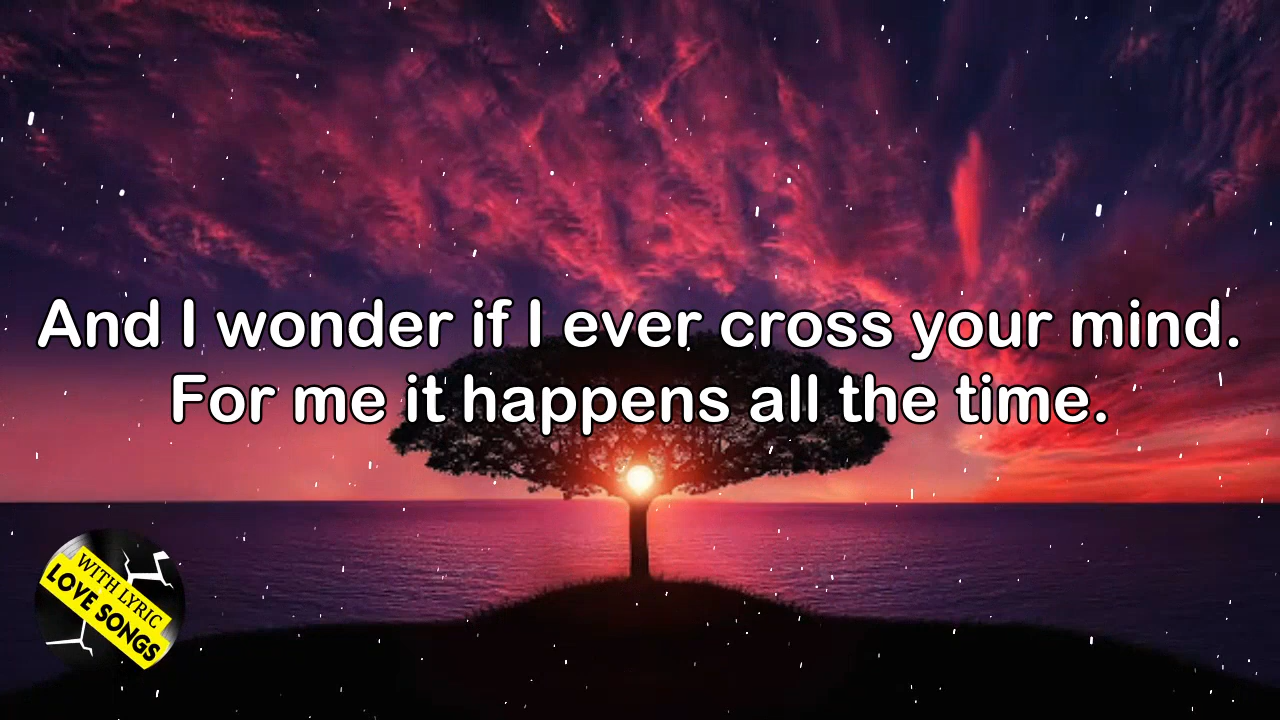 And I wonder if I ever cross your mind.
For me it happens all the time.
WITH LYRIC
LOVE SONGS